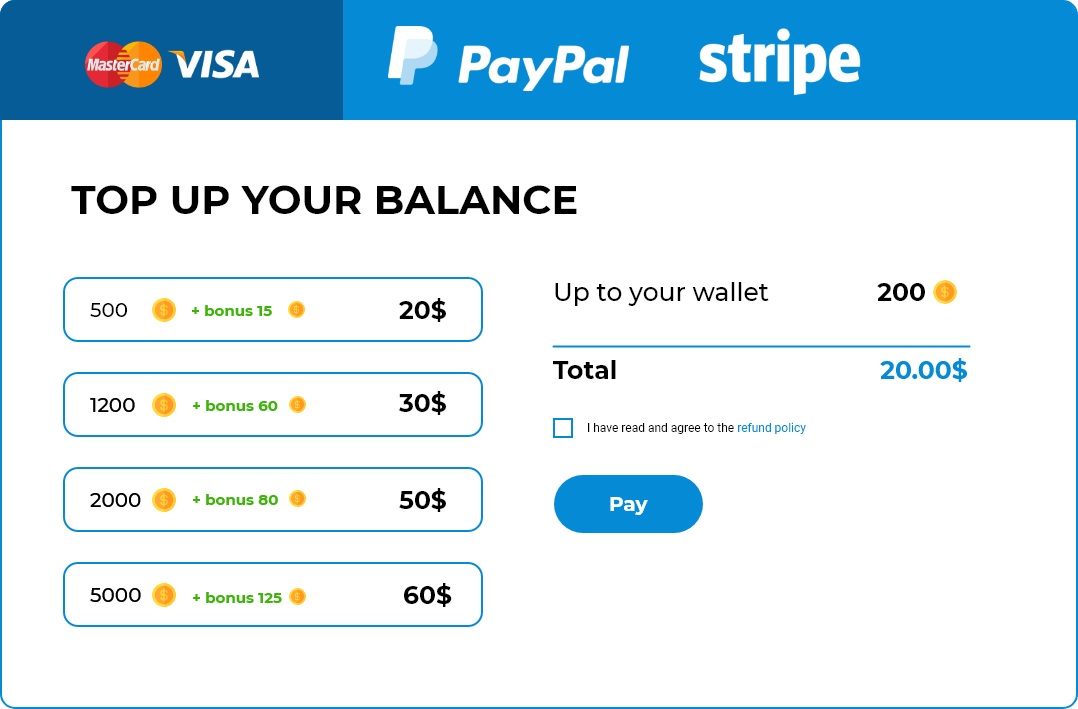 MasterCard VISA PayPal stripe
TOP UP YOUR BALANCE
500 + bonus 15 20$
1200 + bonus 60 30$
2000 + bonus 80 50$
5000 + bonus 125 60$
Up to your wallet 200
Total 20.00$
I have read and agree to the refund policy
Pay